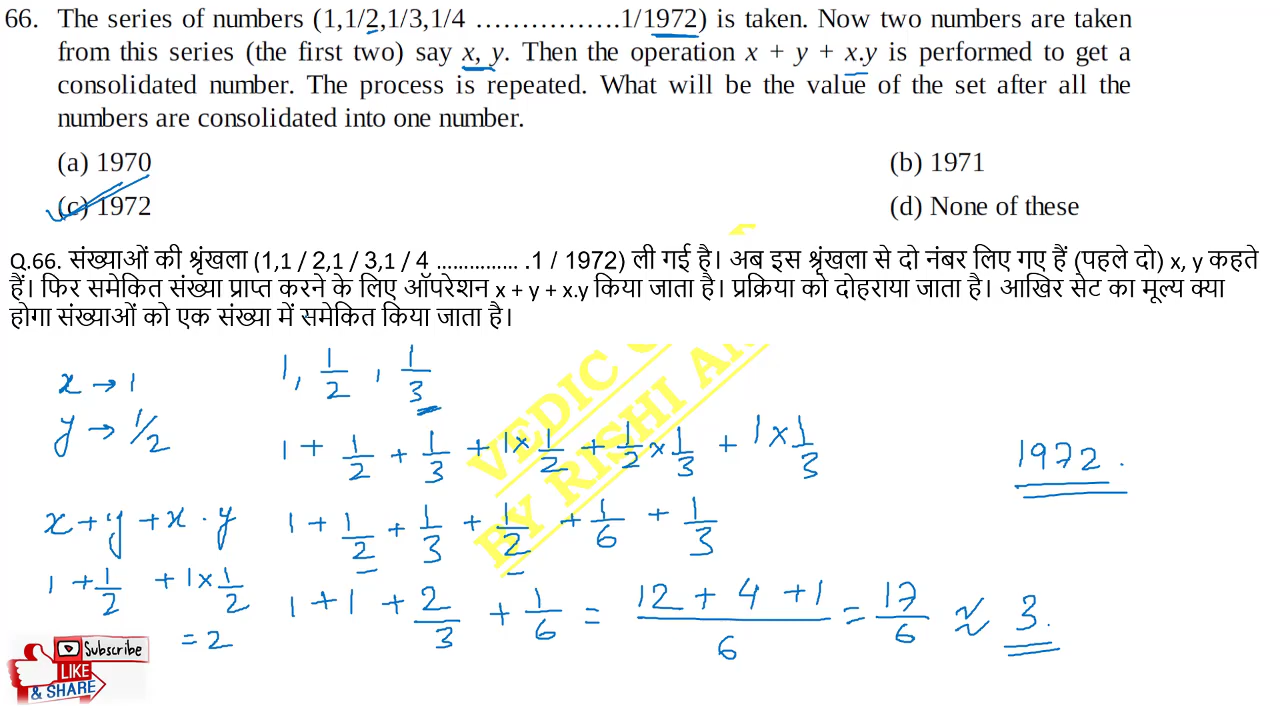 66. The series of numbers (1,1/2,1/3,1/4 …………….1/1972) is taken. Now two numbers are taken
from this series (the first two) say x, y. Then the operation x + y + x.y is performed to get a
consolidated number. The process is repeated. What will be the value of the set after all the
numbers are consolidated into one number.
(a) 1970 (b) 1971
(c) 1972 (d) None of these
Q.66. संख्याओं की श्रृंखला (1,1 / 2,1 / 3,1 / 4 …............ .1 / 1972) ली गई है। अब इस श्रृंखला से दो नंबर लिए गए हैं (पहले दो) x, y कहते
हैं। फिर समेकित संख्या प्राप्त करने के लिए ऑपरेशन x + y + x.y किया जाता है। प्रक्रिया को दोहराया जाता है। आखिर सेट का मूल्य क्या
होगा संख्याओं को एक संख्या में समेकित किया जाता है।
x → 1 1, 1/2, 1/3
y → 1/2 1 + 1/2 + 1/3 + 1×1/2 + 1/2×1/3 + 1×1/3
1972.
x+y+x.y 1 + 1/2 + 1/3 + 1/2 + 1/6 + 1/3
1 + 1/2 + 1×1/2 1 + 1 + 2/3 + 1/6 = 12 + 4 + 1/6 = 17/6 ≈ 3.
= 2
VEDIC
BY RISHI
Subscribe
LIKE
& SHARE